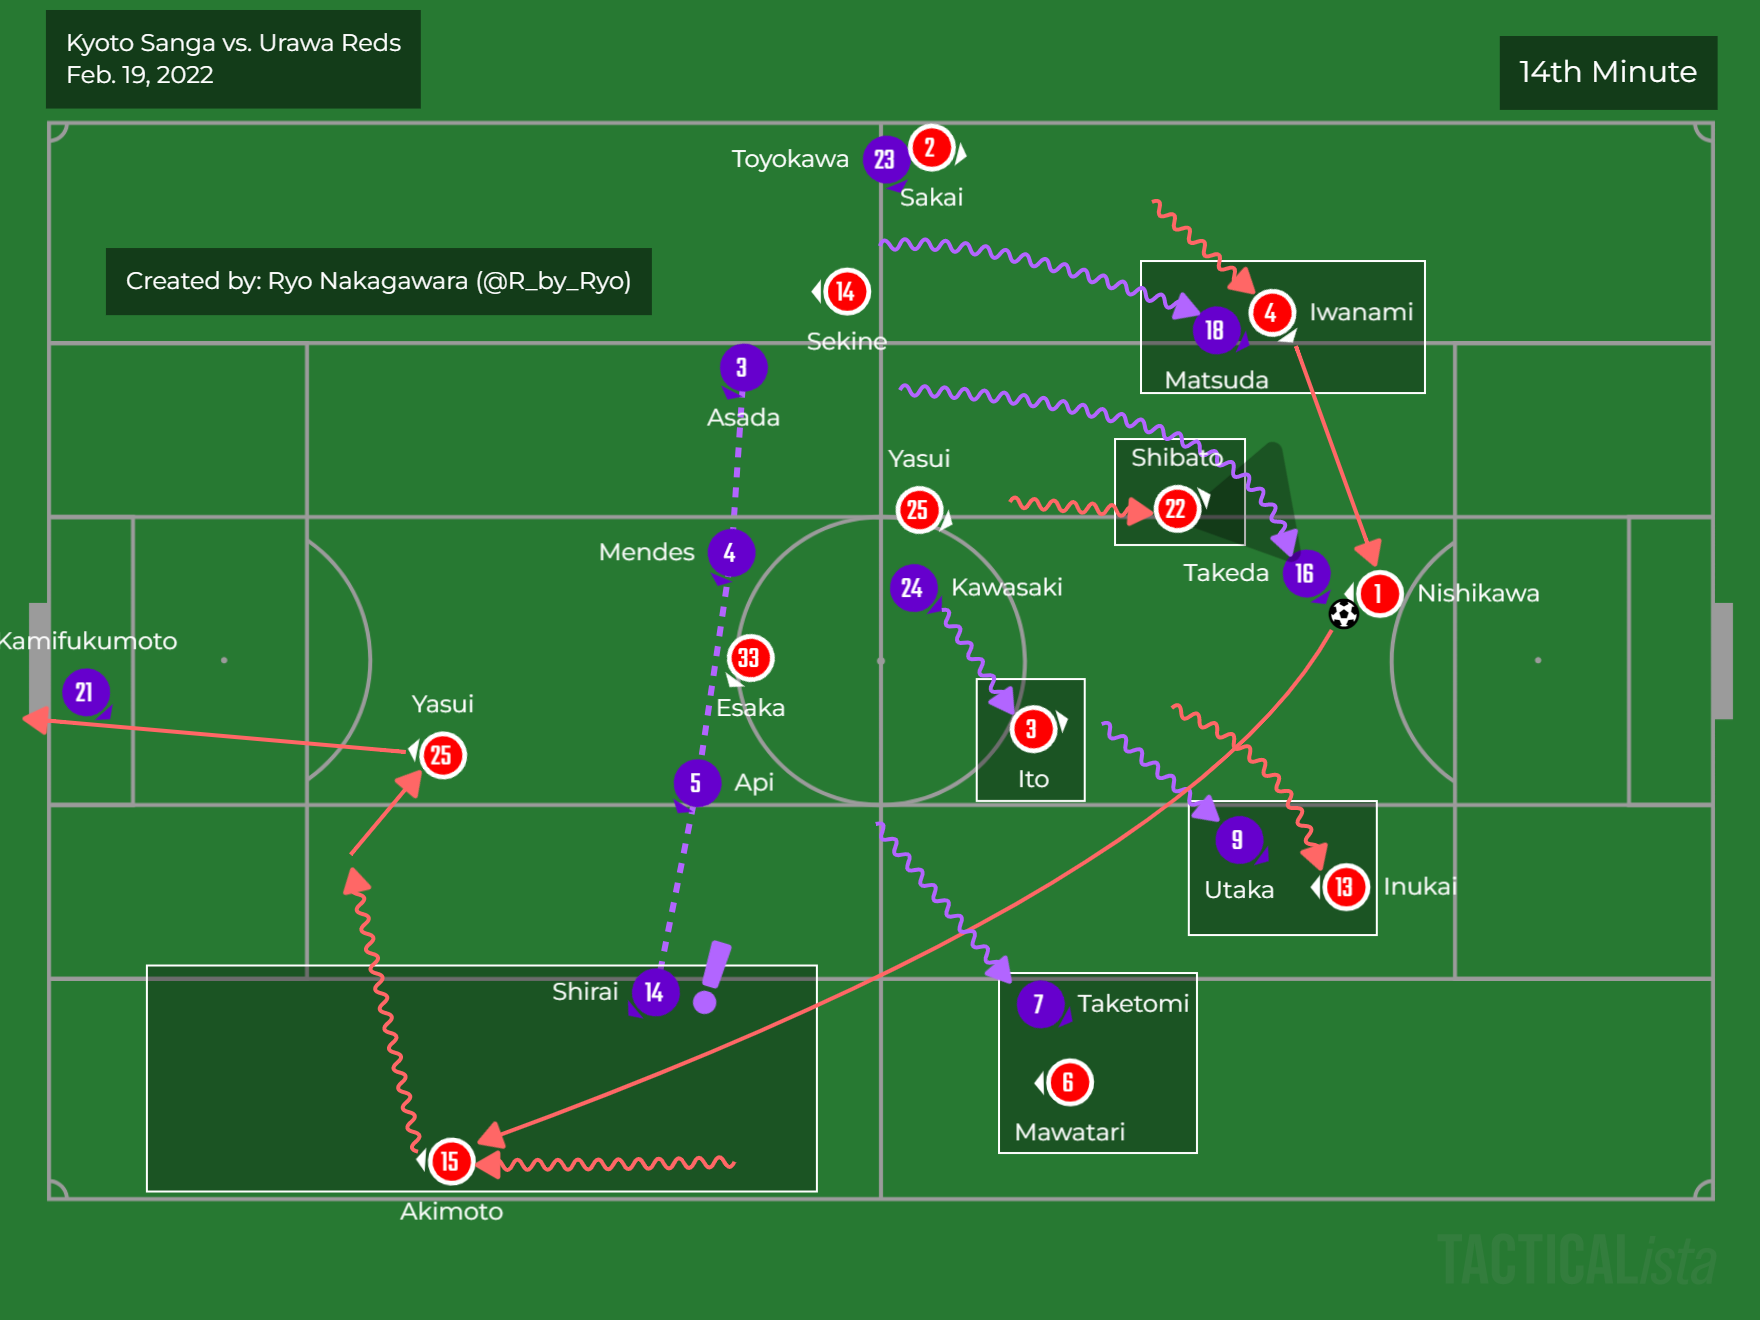 Kyoto Sanga vs. Urawa Reds
Feb. 19, 2022
14th Minute
Toyokawa
23
2
Sakai
Created by: Ryo Nakagawara (@R_by_Ryo)
14
Sekine
4
Iwanami
18
Matsuda
3
Asada
Yasui
25
Shibato
22
Mendes
4
24
Kawasaki
Takeda
16
1
Nishikawa
Kamifukumoto
21
33
Esaka
Yasui
25
3
Ito
5
Api
9
Utaka
13
Inukai
Shirai
14
!
7
Taketomi
6
Mawatari
15
Akimoto
TACTICALista